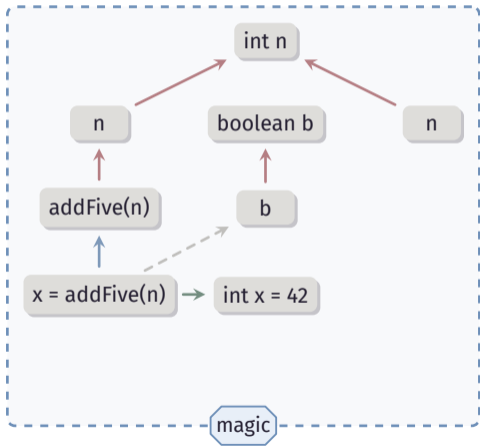 int n
n
boolean b
n
addFive(n)
b
x = addFive(n)
int x = 42
magic